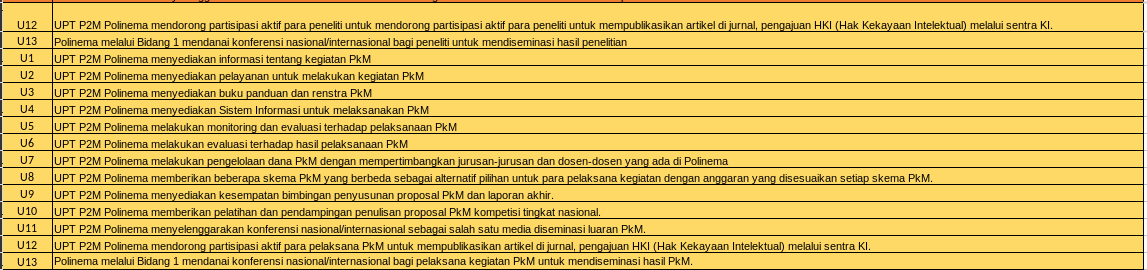 U12 UPT P2M Polinema mendorong partisipasi aktif para peneliti untuk mendorong partisipasi aktif para peneliti untuk mempublikasikan artikel di jurnal, pengajuan HKI (Hak Kekayaan Intelektual) melalui sentra KI.
U13 Polinema melalui Bidang 1 mendanai konferensi nasional/internasional bagi peneliti untuk mendiseminasi hasil penelitian
U1 UPT P2M Polinema menyediakan informasi tentang kegiatan PkM
U2 UPT P2M Polinema menyediakan pelayanan untuk melakukan kegiatan PkM
U3 UPT P2M Polinema menyediakan buku panduan dan renstra PkM
U4 UPT P2M Polinema menyediakan Sistem Informasi untuk melaksanakan PkM
U5 UPT P2M Polinema melakukan monitoring dan evaluasi terhadap pelaksanaan PkM
U6 UPT P2M Polinema melakukan evaluasi terhadap hasil pelaksanaan PkM
U7 UPT P2M Polinema melakukan pengelolaan dana PkM dengan mempertimbangkan jurusan-jurusan dan dosen-dosen yang ada di Polinema
U8 UPT P2M Polinema memberikan beberapa skema PkM yang berbeda sebagai alternatif pilihan untuk para pelaksana kegiatan dengan anggaran yang disesuaikan setiap skema PkM.
U9 UPT P2M Polinema menyediakan kesempatan bimbingan penyusunan proposal PkM dan laporan akhir.
U10 UPT P2M Polinema memberikan pelatihan dan pendampingan penulisan proposal PkM kompetisi tingkat nasional.
U11 UPT P2M Polinema menyelenggarakan konferensi nasional/internasional sebagai salah satu media diseminasi luaran PkM.
U12 UPT P2M Polinema mendorong partisipasi aktif para pelaksana PkM untuk mempublikasikan artikel di jurnal, pengajuan HKI (Hak Kekayaan Intelektual) melalui sentra KI.
U13 Polinema melalui Bidang 1 mendanai konferensi nasional/internasional bagi pelaksana kegiatan PKM untuk mendiseminasi hasil PkM.